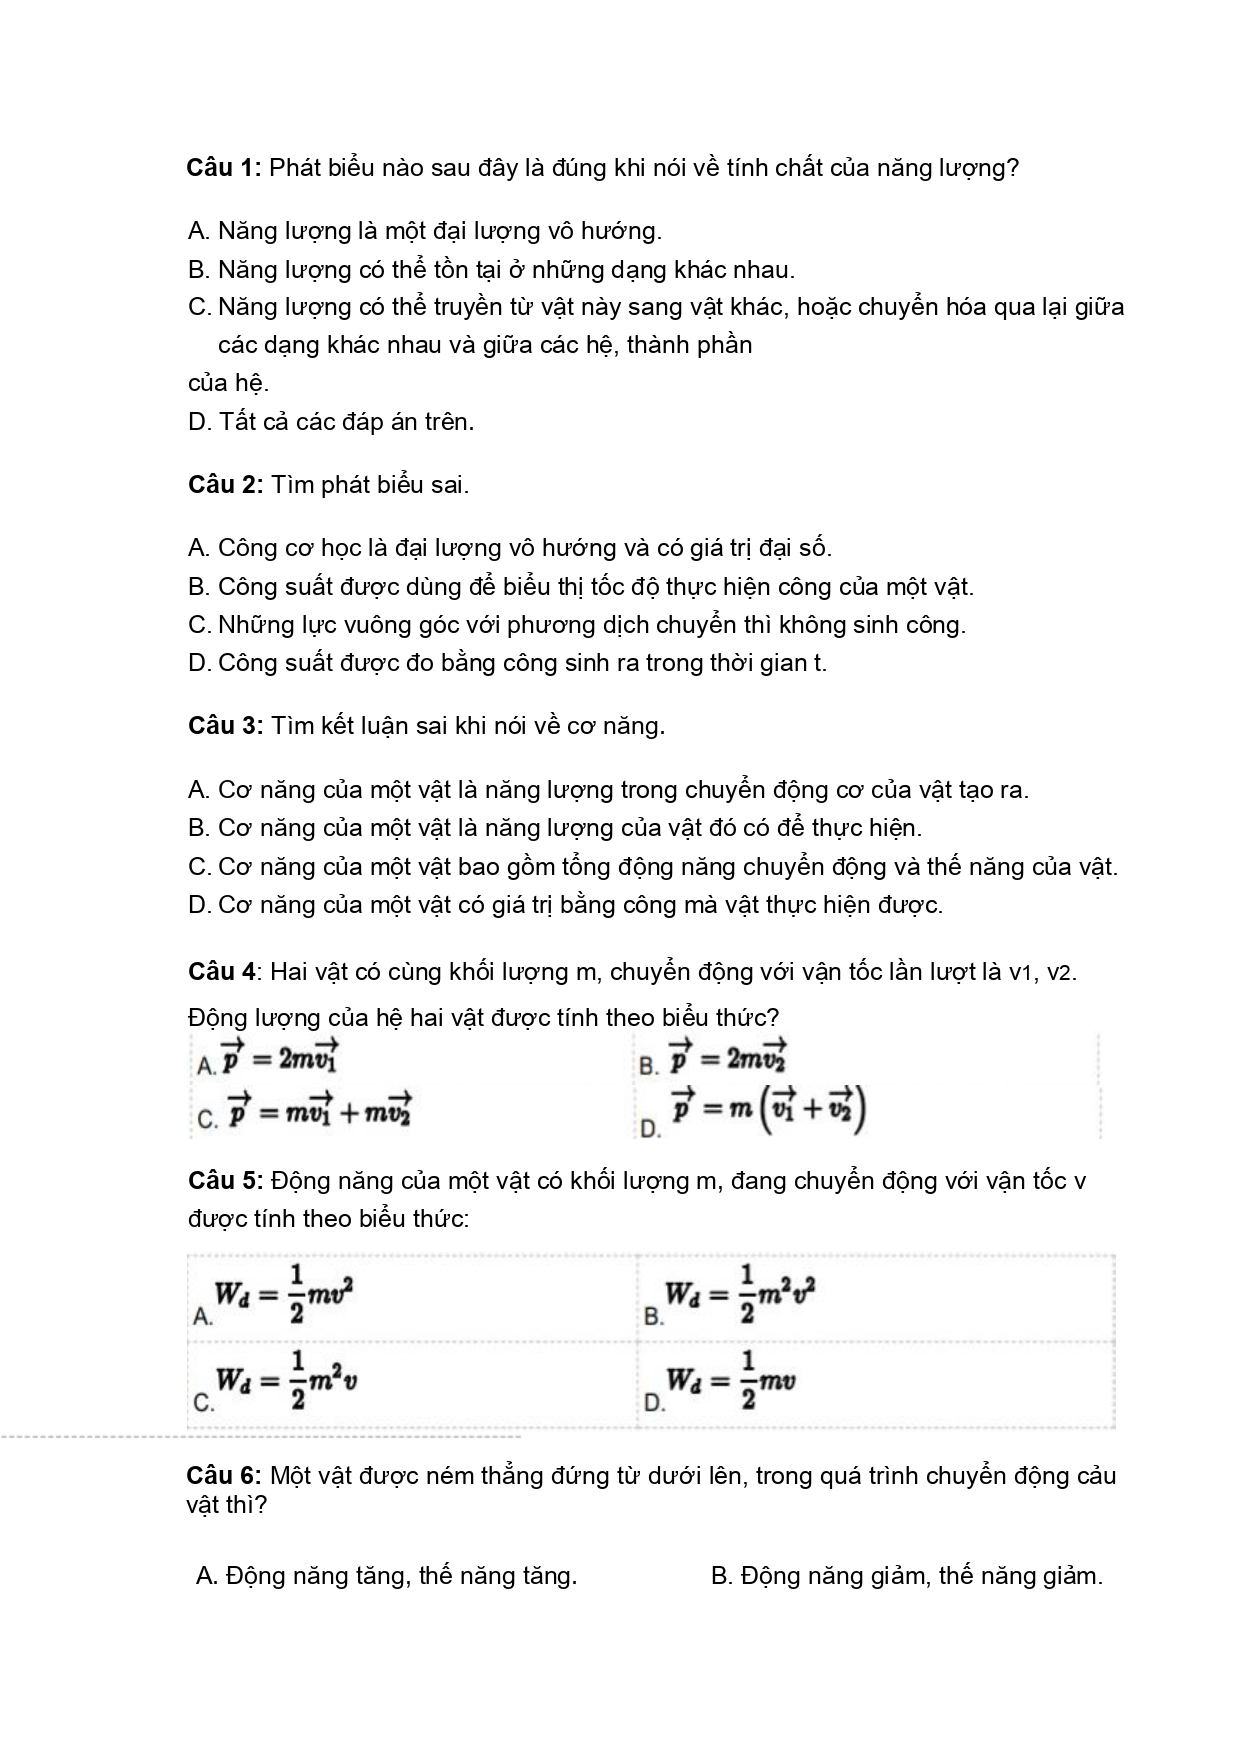 Câu 1: Phát biểu nào sau đây là đúng khi nói về tính chất của năng lượng?
A. Năng lượng là một đại lượng vô hướng.
B. Năng lượng có thể tồn tại ở những dạng khác nhau.
C. Năng lượng có thể truyền từ vật này sang vật khác, hoặc chuyển hóa qua lại giữa
các dạng khác nhau và giữa các hệ, thành phần
của hệ.
D. Tất cả các đáp án trên.
Câu 2: Tìm phát biểu sai.
A. Công cơ học là đại lượng vô hướng và có giá trị đại số.
B. Công suất được dùng để biểu thị tốc độ thực hiện công của một vật.
C. Những lực vuông góc với phương dịch chuyển thì không sinh công.
D. Công suất được đo bằng công sinh ra trong thời gian t.
Câu 3: Tìm kết luận sai khi nói về cơ năng.
A. Cơ năng của một vật là năng lượng trong chuyển động cơ của vật tạo ra.
B. Cơ năng của một vật là năng lượng của vật đó có để thực hiện.
C. Cơ năng của một vật bao gồm tổng động năng chuyển động và thế năng của vật.
D. Cơ năng của một vật có giá trị bằng công mà vật thực hiện được.
Câu 4: Hai vật có cùng khối lượng m, chuyển động với vận tốc lần lượt là v1, v2.
Động lượng của hệ hai vật được tính theo biểu thức?
A. $\overrightarrow{p} = 2m\overrightarrow{v_1}$ B. $\overrightarrow{p} = 2m\overrightarrow{v_2}$
C. $\overrightarrow{p} = m\overrightarrow{v_1} + m\overrightarrow{v_2}$ D. $\overrightarrow{p} = m\left(\overrightarrow{v_1} + \overrightarrow{v_2}\right)$
Câu 5: Động năng của một vật có khối lượng m, đang chuyển động với vận tốc v
được tính theo biểu thức:
A. $W_d = \frac{1}{2}mv^2$ B. $W_d = \frac{1}{2}m^2v^2$
C. $W_d = \frac{1}{2}m^2v$ D. $W_d = \frac{1}{2}mv$
Câu 6: Một vật được ném thẳng đứng từ dưới lên, trong quá trình chuyển động cảu
vật thì?
A. Động năng tăng, thế năng tăng. B. Động năng giảm, thế năng giảm.